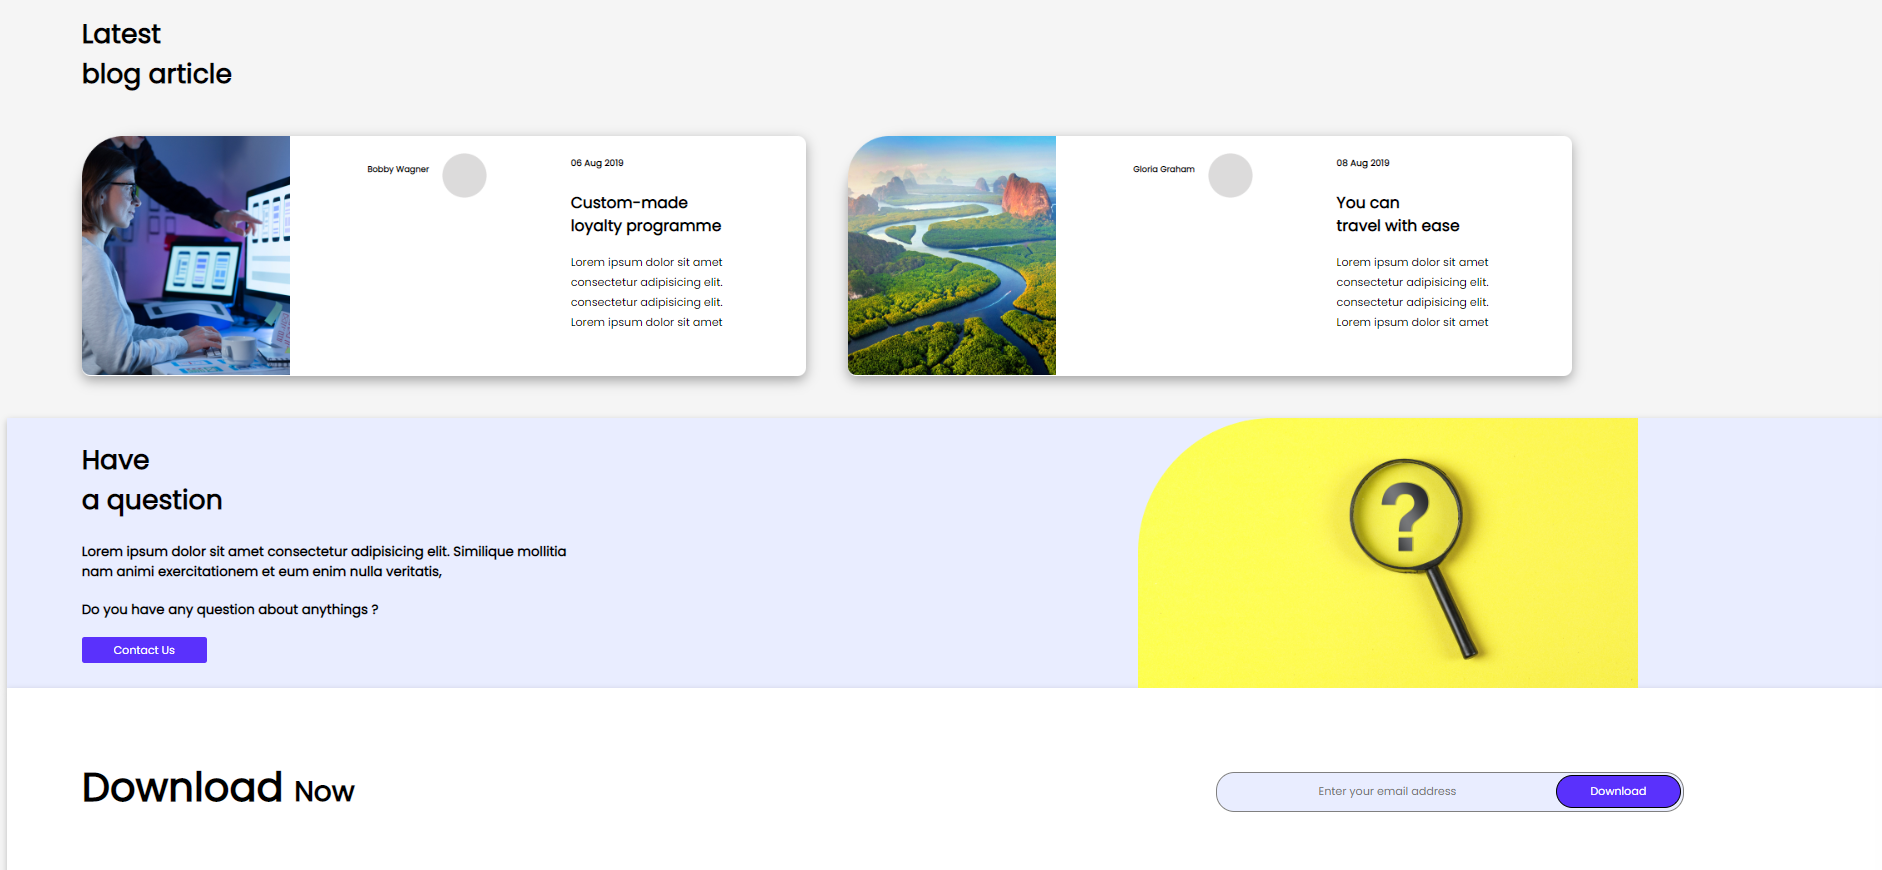 Latest
blog article
Bobby Wagner
06 Aug 2019
Custom-made
loyalty programme
Lorem ipsum dolor sit amet
consectetur adipisicing elit.
consectetur adipisicing elit.
Lorem ipsum dolor sit amet
Gloria Graham
08 Aug 2019
You can
travel with ease
Lorem ipsum dolor sit amet
consectetur adipisicing elit.
consectetur adipisicing elit.
Lorem ipsum dolor sit amet
Have
a question
Lorem ipsum dolor sit amet consectetur adipisicing elit. Similique mollitia
nam animi exercitationem et eum enim nulla veritatis,
Do you have any question about anythings ?
Contact Us
?
Download Now
Enter your email address
Download